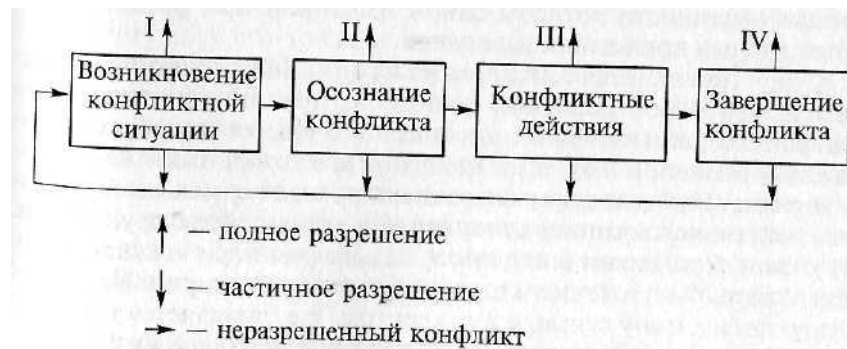 I
II
III
IV
Возникновение
конфликтной
ситуации
Осознание
конфликта
Конфликтные
действия
Завершение
конфликта
— полное разрешение
— частичное разрешение
— неразрешенный конфликт